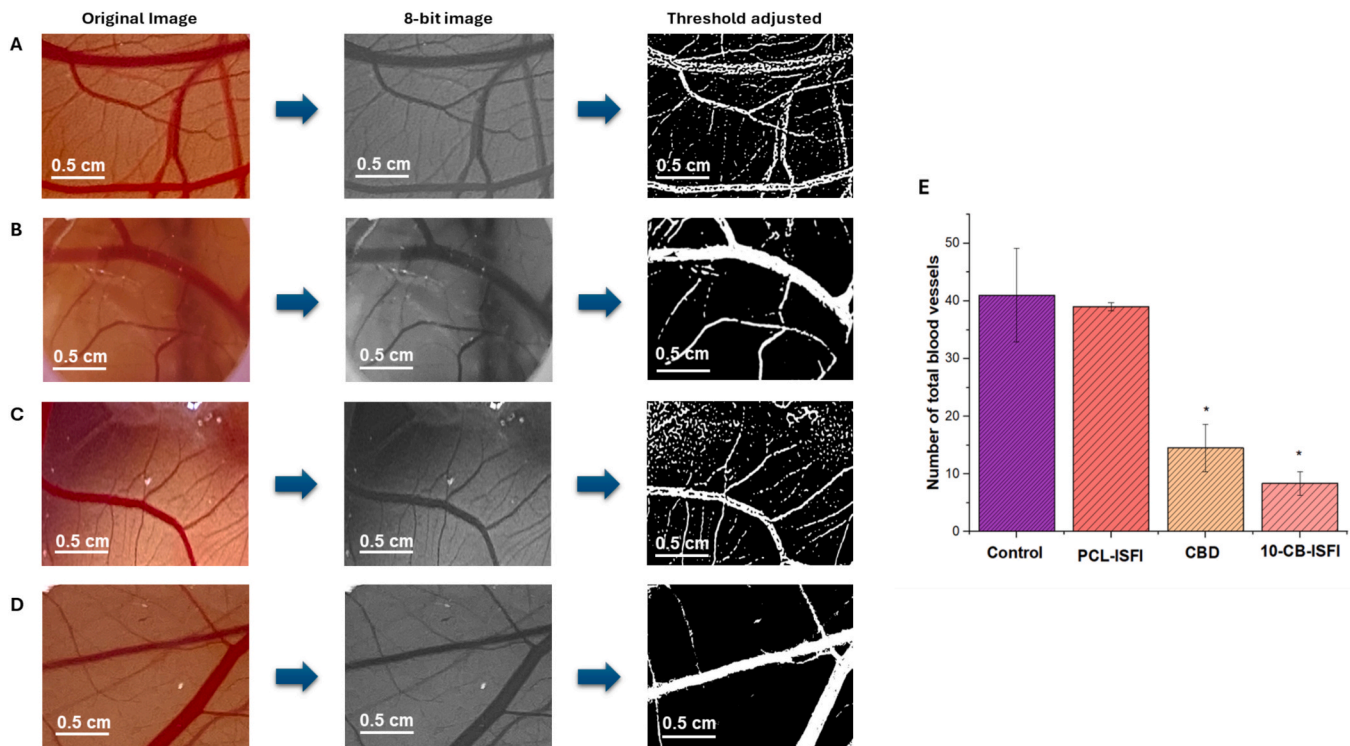 Original Image
8-bit image
Threshold adjusted
A
0.5 cm
0.5 cm
0.5 cm
B
0.5 cm
0.5 cm
0.5 cm
C
0.5 cm
0.5 cm
0.5 cm
D
0.5 cm
0.5 cm
0.5 cm
E
Number of total blood vessels
50
40
30
20
10
0
*
*
Control
PCL-ISFI
CBD
10-CB-ISFI